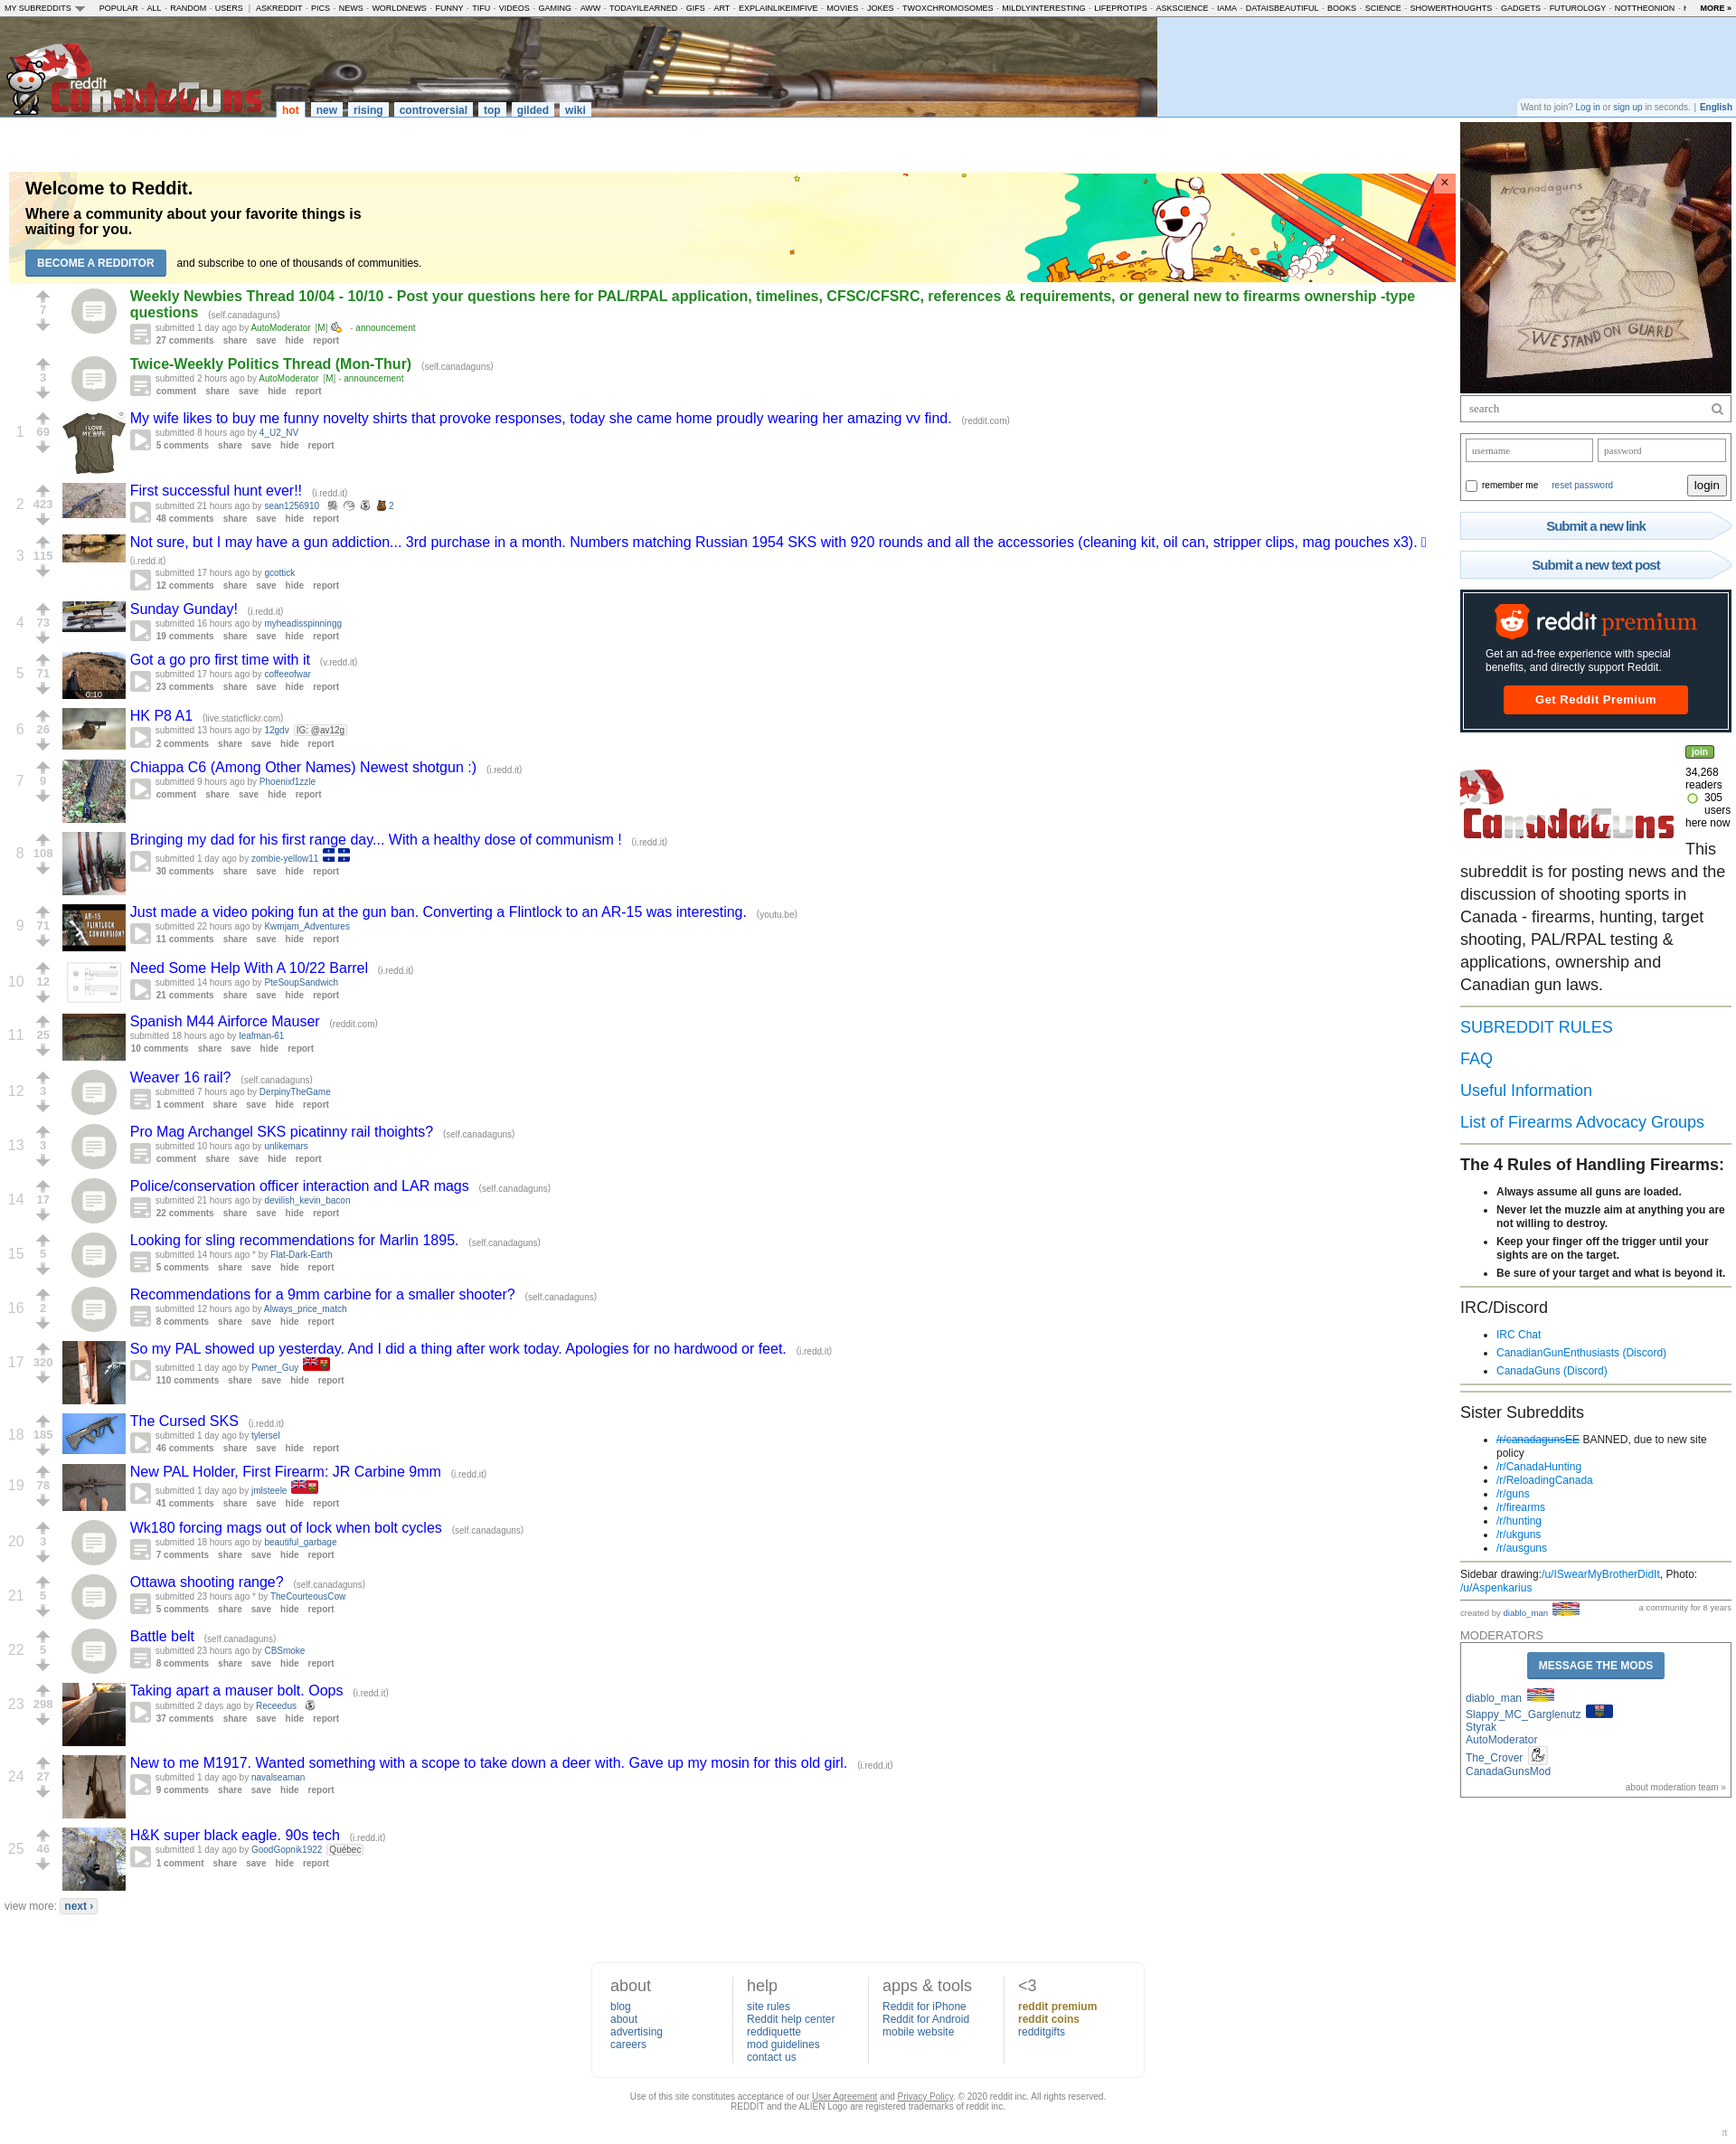 MY SUBREDDITS POPULAR - ALL - RANDOM - USERS | ASKREDDIT - PICS - NEWS - WORLDNEWS - FUNNY - TIFU - VIDEOS - GAMING - AWW - TODAYILEARNED - GIFS - ART - EXPLAINLIKEIMFIVE - MOVIES - JOKES - TWOXCHROMOSOMES - MILDLYINTERESTING - LIFEPROTIPS - ASKSCIENCE - IAMA - DATAISBEAUTIFUL - BOOKS - SCIENCE - SHOWERTHOUGHTS - GADGETS - FUTUROLOGY - NOTTHEONION MORE »
reddit
CanadaGuns
hot new rising controversial top gilded wiki
Want to join? Log in or sign up in seconds. | English
Welcome to Reddit.
Where a community about your favorite things is
waiting for you.
BECOME A REDDITOR and subscribe to one of thousands of communities.
×
7
Weekly Newbies Thread 10/04 - 10/10 - Post your questions here for PAL/RPAL application, timelines, CFSC/CFSRC, references & requirements, or general new to firearms ownership -type
questions (self.canadaguns)
submitted 1 day ago by AutoModerator [M] - announcement
27 comments share save hide report
3
Twice-Weekly Politics Thread (Mon-Thur) (self.canadaguns)
submitted 2 hours ago by AutoModerator [M] - announcement
comment share save hide report
1 69
I LOVE
MY WIFE
My wife likes to buy me funny novelty shirts that provoke responses, today she came home proudly wearing her amazing vv find. (reddit.com)
submitted 8 hours ago by 4_U2_NV
5 comments share save hide report
2 423
First successful hunt ever!! (i.redd.it)
submitted 21 hours ago by sean1256910 2
48 comments share save hide report
3 115
Not sure, but I may have a gun addiction... 3rd purchase in a month. Numbers matching Russian 1954 SKS with 920 rounds and all the accessories (cleaning kit, oil can, stripper clips, mag pouches x3).
(i.redd.it)
submitted 17 hours ago by gcottick
12 comments share save hide report
4 73
Sunday Gunday! (i.redd.it)
submitted 16 hours ago by myheadisspinningg
19 comments share save hide report
5 71
0:10
Got a go pro first time with it (v.redd.it)
submitted 17 hours ago by coffeeofwar
23 comments share save hide report
6 26
HK P8 A1 (live.staticflickr.com)
submitted 13 hours ago by 12gdv IG: @av12g
2 comments share save hide report
7 9
Chiappa C6 (Among Other Names) Newest shotgun :) (i.redd.it)
submitted 9 hours ago by Phoenixf1zzle
comment share save hide report
8 108
Bringing my dad for his first range day... With a healthy dose of communism ! (i.redd.it)
submitted 1 day ago by zombie-yellow11
30 comments share save hide report
9 71
AR-15
FLINTLOCK
CONVERSION?
Just made a video poking fun at the gun ban. Converting a Flintlock to an AR-15 was interesting. (youtu.be)
submitted 22 hours ago by Kwmjam_Adventures
11 comments share save hide report
10 12
Need Some Help With A 10/22 Barrel (i.redd.it)
submitted 14 hours ago by PteSoupSandwich
21 comments share save hide report
11 25
Spanish M44 Airforce Mauser (reddit.com)
submitted 18 hours ago by leafman-61
10 comments share save hide report
12 3
Weaver 16 rail? (self.canadaguns)
submitted 7 hours ago by DerpinyTheGame
1 comment share save hide report
13 3
Pro Mag Archangel SKS picatinny rail thoights? (self.canadaguns)
submitted 10 hours ago by unlikemars
comment share save hide report
14 17
Police/conservation officer interaction and LAR mags (self.canadaguns)
submitted 21 hours ago by devilish_kevin_bacon
22 comments share save hide report
15 5
Looking for sling recommendations for Marlin 1895. (self.canadaguns)
submitted 14 hours ago * by Flat-Dark-Earth
5 comments share save hide report
16 2
Recommendations for a 9mm carbine for a smaller shooter? (self.canadaguns)
submitted 12 hours ago by Always_price_match
8 comments share save hide report
17 320
So my PAL showed up yesterday. And I did a thing after work today. Apologies for no hardwood or feet. (i.redd.it)
submitted 1 day ago by Pwner_Guy
110 comments share save hide report
18 185
The Cursed SKS (i.redd.it)
submitted 1 day ago by tylersel
46 comments share save hide report
19 78
New PAL Holder, First Firearm: JR Carbine 9mm (i.redd.it)
submitted 1 day ago by jmlsteele
41 comments share save hide report
20 3
Wk180 forcing mags out of lock when bolt cycles (self.canadaguns)
submitted 18 hours ago by beautiful_garbage
7 comments share save hide report
21 5
Ottawa shooting range? (self.canadaguns)
submitted 23 hours ago * by TheCourteousCow
5 comments share save hide report
22 5
Battle belt (self.canadaguns)
submitted 23 hours ago by CBSmoke
8 comments share save hide report
23 298
Taking apart a mauser bolt. Oops (i.redd.it)
submitted 2 days ago by Receedus
37 comments share save hide report
24 27
New to me M1917. Wanted something with a scope to take down a deer with. Gave up my mosin for this old girl. (i.redd.it)
submitted 1 day ago by navalseaman
9 comments share save hide report
25 46
H&K super black eagle. 90s tech (i.redd.it)
submitted 1 day ago by GoodGopnik1922 Québec
1 comment share save hide report
view more: next ›
/r/canadaguns
WE STAND ON GUARD
search
username password
remember me reset password login
Submit a new link
Submit a new text post
reddit premium
Get an ad-free experience with special
benefits, and directly support Reddit.
Get Reddit Premium
join
34,268
readers
305
users
here now
CanadaGuns
This
subreddit is for posting news and the
discussion of shooting sports in
Canada - firearms, hunting, target
shooting, PAL/RPAL testing &
applications, ownership and
Canadian gun laws.
SUBREDDIT RULES
FAQ
Useful Information
List of Firearms Advocacy Groups
The 4 Rules of Handling Firearms:
Always assume all guns are loaded.
Never let the muzzle aim at anything you are
not willing to destroy.
Keep your finger off the trigger until your
sights are on the target.
Be sure of your target and what is beyond it.
IRC/Discord
IRC Chat
CanadianGunEnthusiasts (Discord)
CanadaGuns (Discord)
Sister Subreddits
/r/canadagunsEE BANNED, due to new site
policy
/r/CanadaHunting
/r/ReloadingCanada
/r/guns
/r/firearms
/r/hunting
/r/ukguns
/r/ausguns
Sidebar drawing:/u/ISwearMyBrotherDidIt, Photo:
/u/Aspenkarius
created by diablo_man a community for 8 years
MODERATORS
MESSAGE THE MODS
diablo_man
Slappy_MC_Garglenutz
Styrak
AutoModerator
The_Crover
CanadaGunsMod
about moderation team »
about
blog
about
advertising
careers
help
site rules
Reddit help center
reddiquette
mod guidelines
contact us
apps & tools
Reddit for iPhone
Reddit for Android
mobile website
<3
reddit premium
reddit coins
redditgifts
Use of this site constitutes acceptance of our User Agreement and Privacy Policy. © 2020 reddit inc. All rights reserved.
REDDIT and the ALIEN Logo are registered trademarks of reddit inc.
π